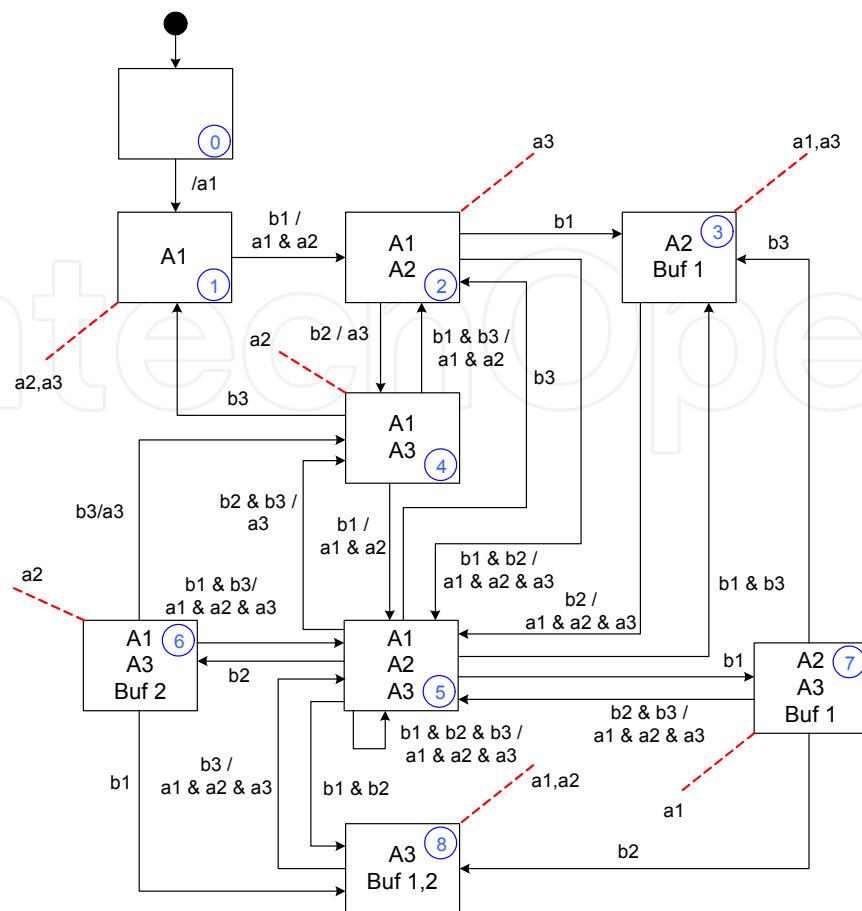 0
/a1
a3
a1,a3
b1 /
a1 & a2
b1
A1
1
A1
A2
2
A2
Buf 1
3
b3
b2 / a3
b1 & b3 /
a1 & a2
a2
b3
a2,a3
b3
A1
A3
4
b3/a3
b2 & b3 /
a3
b1 /
a1 & a2
b1 & b2 /
a1 & a2 & a3
b1 & b3
a2
b1 & b3/
a1 & a2 & a3
b2 /
a1 & a2 & a3
A1
A3
Buf 2
6
b2
A1
A2
A3
5
b1
A2
A3
Buf 1
7
b2 & b3 /
a1 & a2 & a3
b1 & b2 & b3 /
a1 & a2 & a3
b1
b3 /
a1 & a2 & a3
b1 & b2
a1,a2
a1
A3
Buf 1,2
8
b2